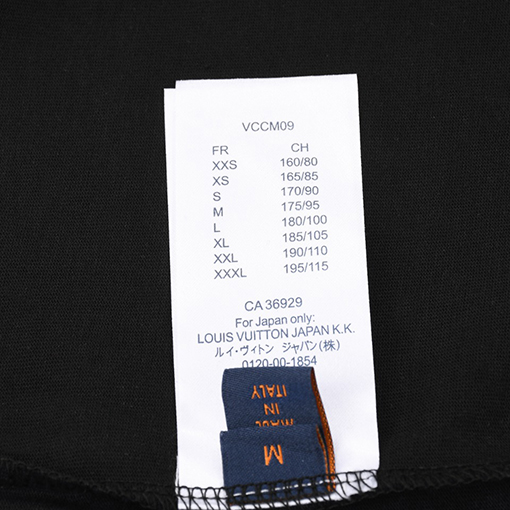 VCCM09
FR CH
XXS 160/80
XS 165/85
S 170/90
M 175/95
L 180/100
XL 185/105
XXL 190/110
XXXL 195/115
CA 36929
For Japan only:
LOUIS VUITTON JAPAN K.K.
ルイ・ヴィトン ジャパン(株)
0120-00-1854
MADE
IN
ITALY
M